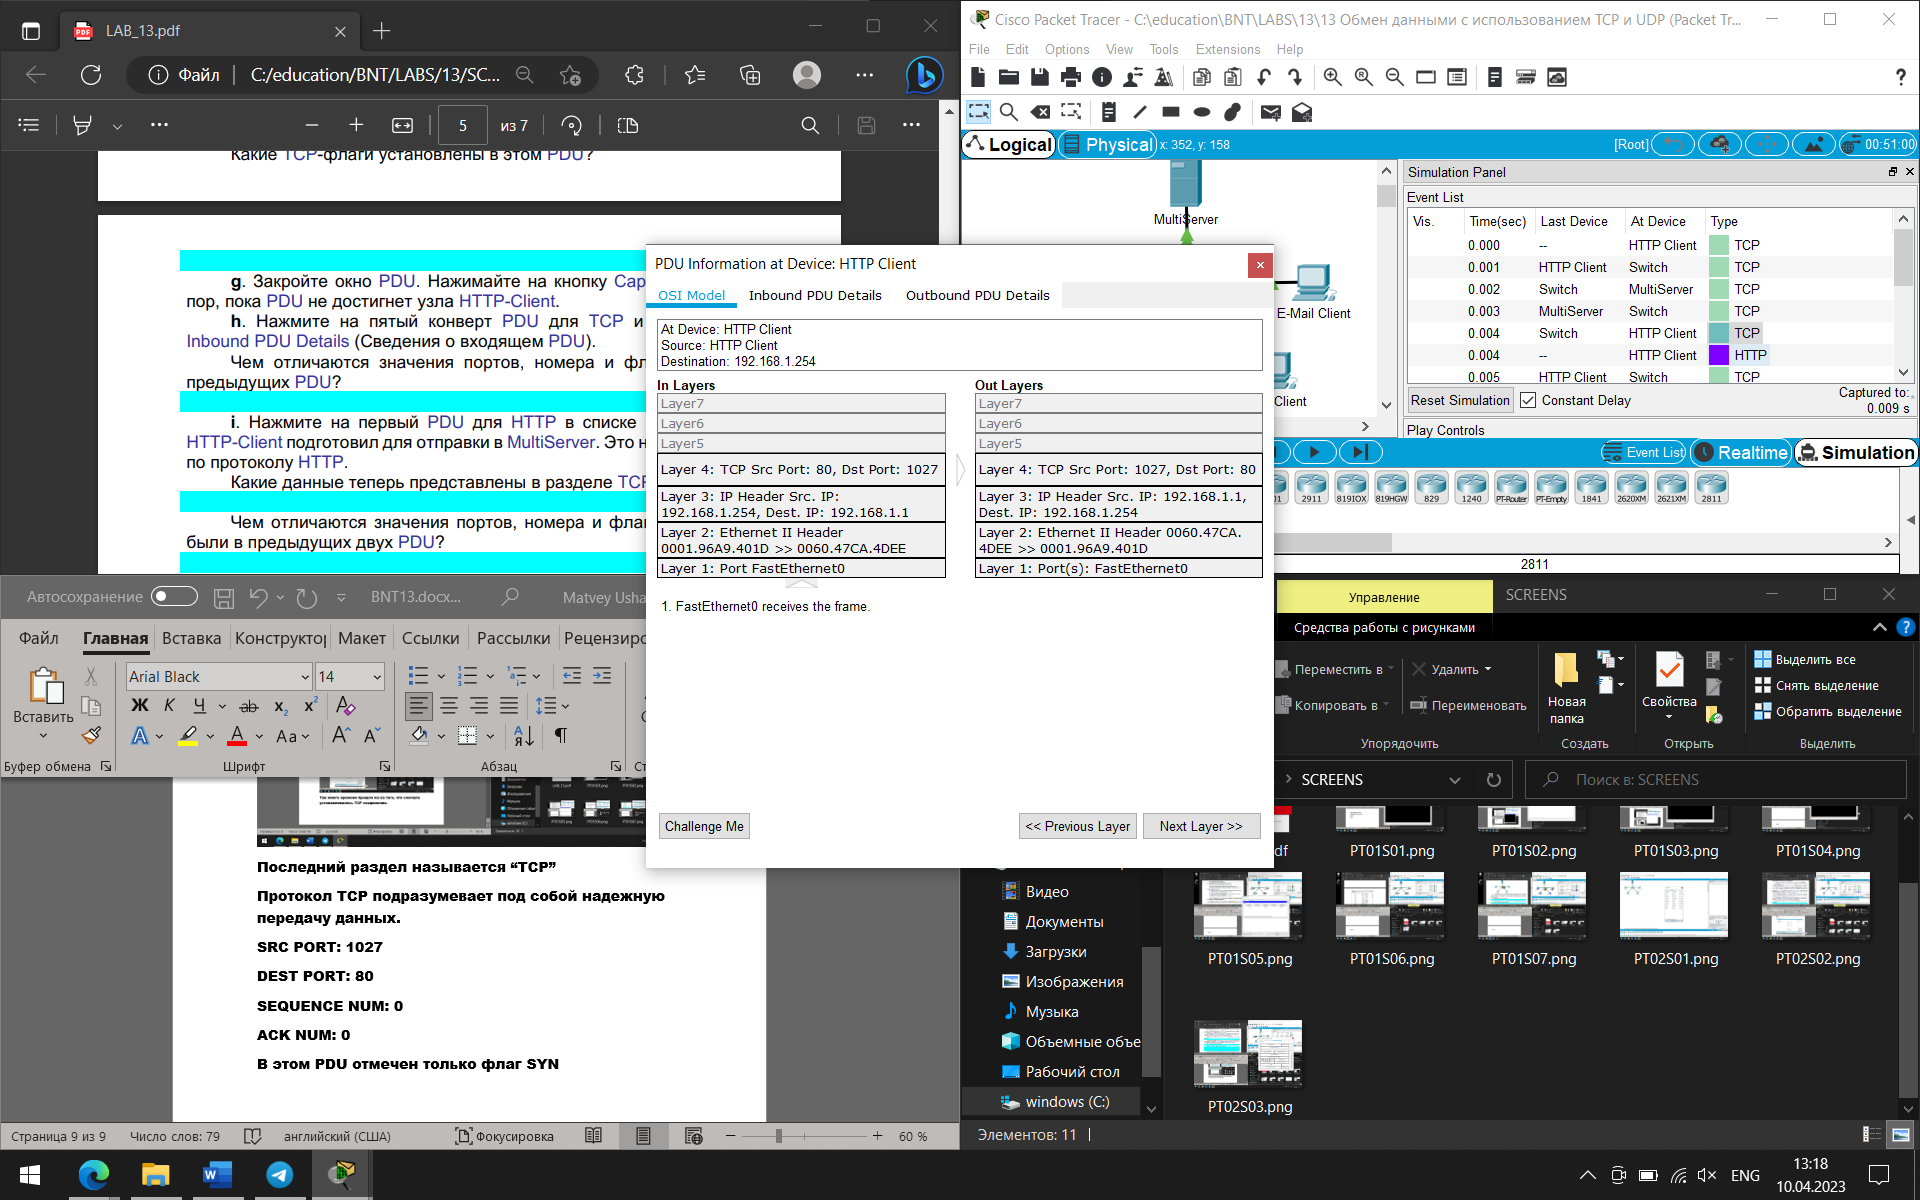 LAB_13.pdf
Файл
C:/education/BNT/LABS/13/SC...
5
из 7
Какие TCP-флаги установлены в этом PDU?
g. Закройте окно PDU. Нажимайте на кнопку Cap
пор, пока PDU не достигнет узла HTTP-Client.
h. Нажмите на пятый конверт PDU для TCP и
Inbound PDU Details (Сведения о входящем PDU).
Чем отличаются значения портов, номера и фл
предыдущих PDU?
i. Нажмите на первый PDU для HTTP в списке
HTTP-Client подготовил для отправки в MultiServer. Это н
по протоколу HTTP.
Какие данные теперь представлены в разделе TCP
Чем отличаются значения портов, номера и флаг
были в предыдущих двух PDU?
Cisco Packet Tracer - C:\education\BNT\LABS\13\13 Обмен данными с использованием TCP и UDP (Packet Tr...
File Edit Options View Tools Extensions Help
Logical
Physical
x: 352, y: 158
[Root]
00:51:00
MultiServer
E-Mail Client
Client
Simulation Panel
Event List
Vis. Time(sec) Last Device At Device Type
0.000 -- HTTP Client TCP
0.001 HTTP Client Switch TCP
0.002 Switch MultiServer TCP
0.003 MultiServer Switch TCP
0.004 Switch HTTP Client TCP
0.004 -- HTTP Client HTTP
0.005 HTTP Client Switch TCP
Reset Simulation
Constant Delay
Captured to:
0.009 s
Play Controls
Event List
Realtime
Simulation
2911 819IOX 819HGW 829 1240 PT-Router PT-Empty 1841 2620XM 2621XM 2811
2811
PDU Information at Device: HTTP Client
OSI Model
Inbound PDU Details
Outbound PDU Details
At Device: HTTP Client
Source: HTTP Client
Destination: 192.168.1.254
In Layers
Layer7
Layer6
Layer5
Layer 4: TCP Src Port: 80, Dst Port: 1027
Layer 3: IP Header Src. IP:
192.168.1.254, Dest. IP: 192.168.1.1
Layer 2: Ethernet II Header
0001.96A9.401D >> 0060.47CA.4DEE
Layer 1: Port FastEthernet0
Out Layers
Layer7
Layer6
Layer5
Layer 4: TCP Src Port: 1027, Dst Port: 80
Layer 3: IP Header Src. IP: 192.168.1.1,
Dest. IP: 192.168.1.254
Layer 2: Ethernet II Header 0060.47CA.
4DEE >> 0001.96A9.401D
Layer 1: Port(s): FastEthernet0
1. FastEthernet0 receives the frame.
Challenge Me
<< Previous Layer
Next Layer >>
Автосохранение
BNT13.docx...
Matvey Usha
Файл Главная Вставка Конструктор Макет Ссылки Рассылки Рецензиро
Вставить
Arial Black
14
Ж К Ч ab x₂ x²
Aa
Буфер обмена
Шрифт
Абзац
Ст
Последний раздел называется “TCP”
Протокол TCP подразумевает под собой надежную
передачу данных.
SRC PORT: 1027
DEST PORT: 80
SEQUENCE NUM: 0
ACK NUM: 0
В этом PDU отмечен только флаг SYN
Страница 9 из 9
Число слов: 79
английский (США)
Фокусировка
60 %
Управление
SCREENS
Средства работы с рисунками
Переместить в
Копировать в
Удалить
Переименовать
Упорядочить
Новая
папка
Создать
Свойства
Открыть
Выделить все
Снять выделение
Обратить выделение
Выделить
SCREENS
Поиск в: SCREENS
Видео
Документы
Загрузки
Изображения
Музыка
Объемные объе
Рабочий стол
windows (C:)
df
PT01S01.png
PT01S02.png
PT01S03.png
PT01S04.png
PT01S05.png
PT01S06.png
PT01S07.png
PT02S01.png
PT02S02.png
PT02S03.png
Элементов: 11
ENG
13:18
10.04.2023